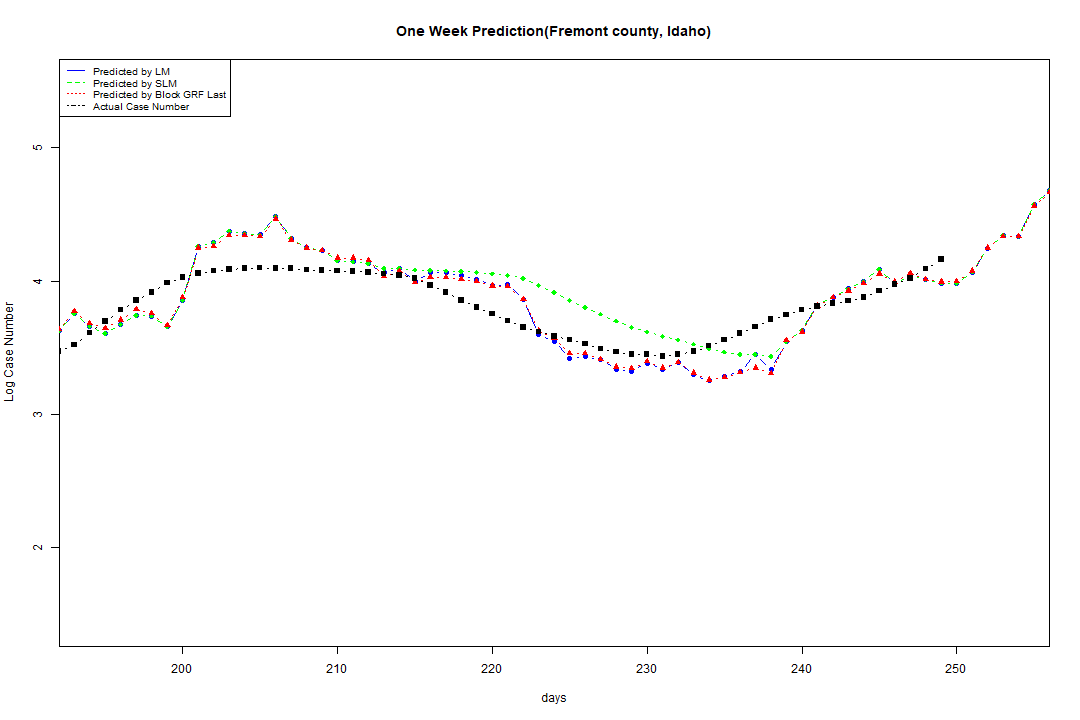 One Week Prediction(Fremont county, Idaho)
Predicted by LM
Predicted by SLM
Predicted by Block GRF Last
Actual Case Number
5
4
3
2
Log Case Number
200 210 220 230 240 250
days